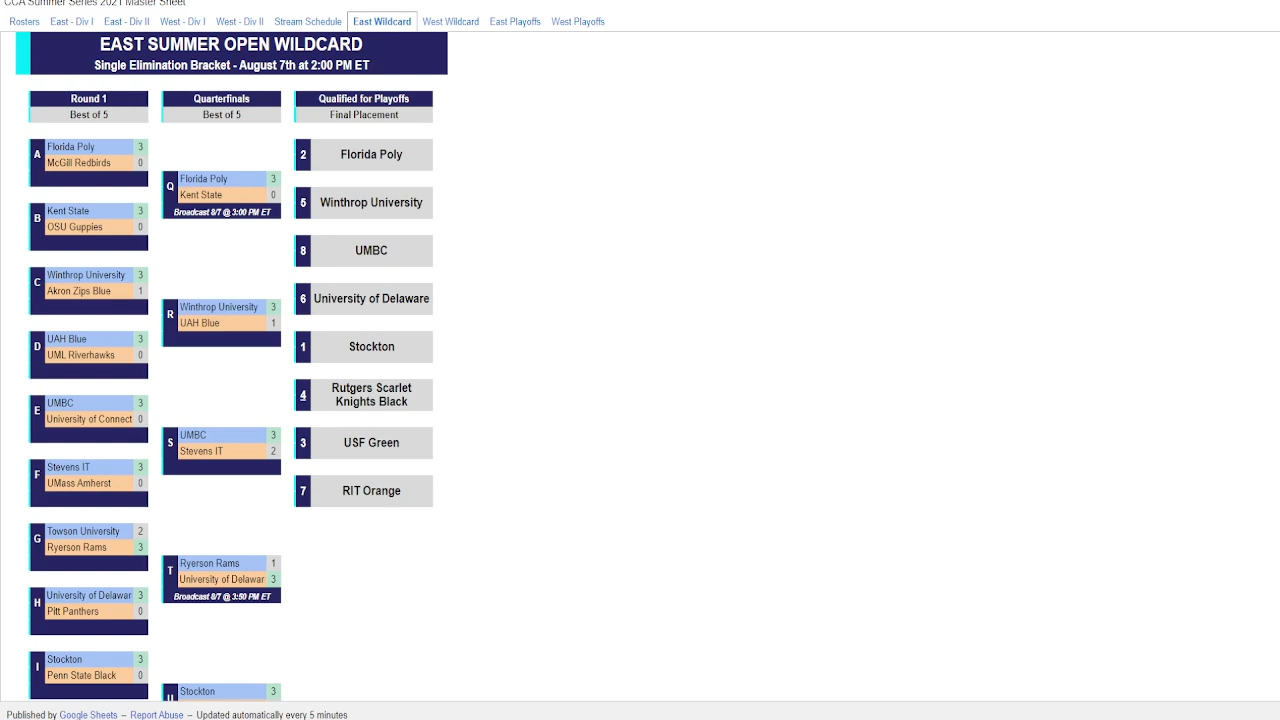 CCA Summer Series 2021 Master Sheet
Rosters East - Div I East - Div II West - Div I West - Div II Stream Schedule East Wildcard West Wildcard East Playoffs West Playoffs
EAST SUMMER OPEN WILDCARD
Single Elimination Bracket - August 7th at 2:00 PM ET
Round 1
Best of 5
A
Florida Poly 3
McGill Redbirds 0
B
Kent State 3
OSU Guppies 0
C
Winthrop University 3
Akron Zips Blue 1
D
UAH Blue 3
UML Riverhawks 0
E
UMBC 3
University of Connect 0
F
Stevens IT 3
UMass Amherst 0
G
Towson University 2
Ryerson Rams 3
H
University of Delawar 3
Pitt Panthers 0
I
Stockton 3
Penn State Black 0
Quarterfinals
Best of 5
Q
Florida Poly 3
Kent State 0
Broadcast 8/7 @ 3:00 PM ET
R
Winthrop University 3
UAH Blue 1
S
UMBC 3
Stevens IT 2
T
Ryerson Rams 1
University of Delawar 3
Broadcast 8/7 @ 3:50 PM ET
U
Stockton 3
Qualified for Playoffs
Final Placement
2 Florida Poly
5 Winthrop University
8 UMBC
6 University of Delaware
1 Stockton
4 Rutgers Scarlet
Knights Black
3 USF Green
7 RIT Orange
Published by Google Sheets – Report Abuse – Updated automatically every 5 minutes